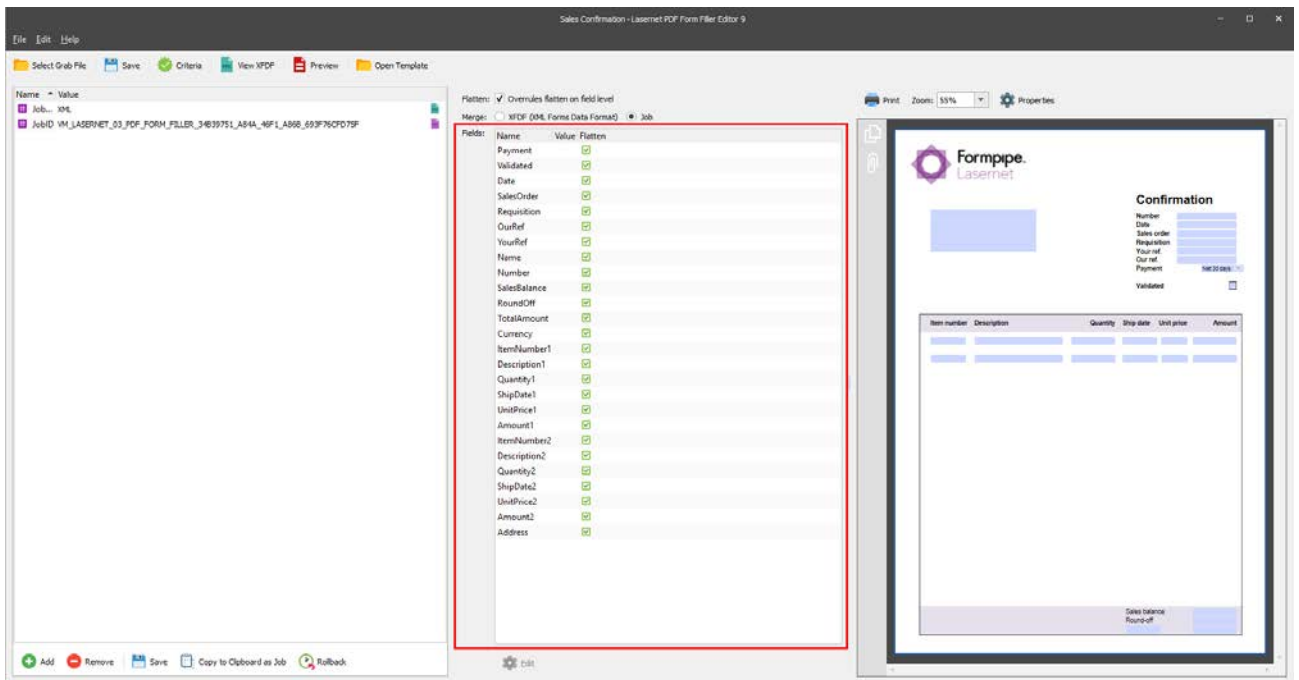 Sales Confirmation - Lasernet PDF Form Filler Editor 9
File Edit Help
Select Grab File Save Criteria View XFDF Preview Open Template
Name Value
Job... XML
JobID VM_LASERNET_03_PDF_FORM_FILLER_34B39751_A84A_46F1_A86B_693F76CFD75F
Flatten: Overrules flatten on field level
Merge: XFDF (XML Forms Data Format) Job
Fields: Name Value Flatten
Payment
Validated
Date
SalesOrder
Requisition
OurRef
YourRef
Name
Number
SalesBalance
RoundOff
TotalAmount
Currency
ItemNumber1
Description1
Quantity1
ShipDate1
UnitPrice1
Amount1
ItemNumber2
Description2
Quantity2
ShipDate2
UnitPrice2
Amount2
Address
Print Zoom: 55% Properties
Formpipe.
Lasernet
Confirmation
Number
Date
Sales order
Requisition
Your ref.
Our ref.
Payment Net 30 days
Validated
Item number Description Quantity Ship date Unit price Amount
Sales balance
Round-off
Add Remove Save Copy to Clipboard as Job Rollback
Edit